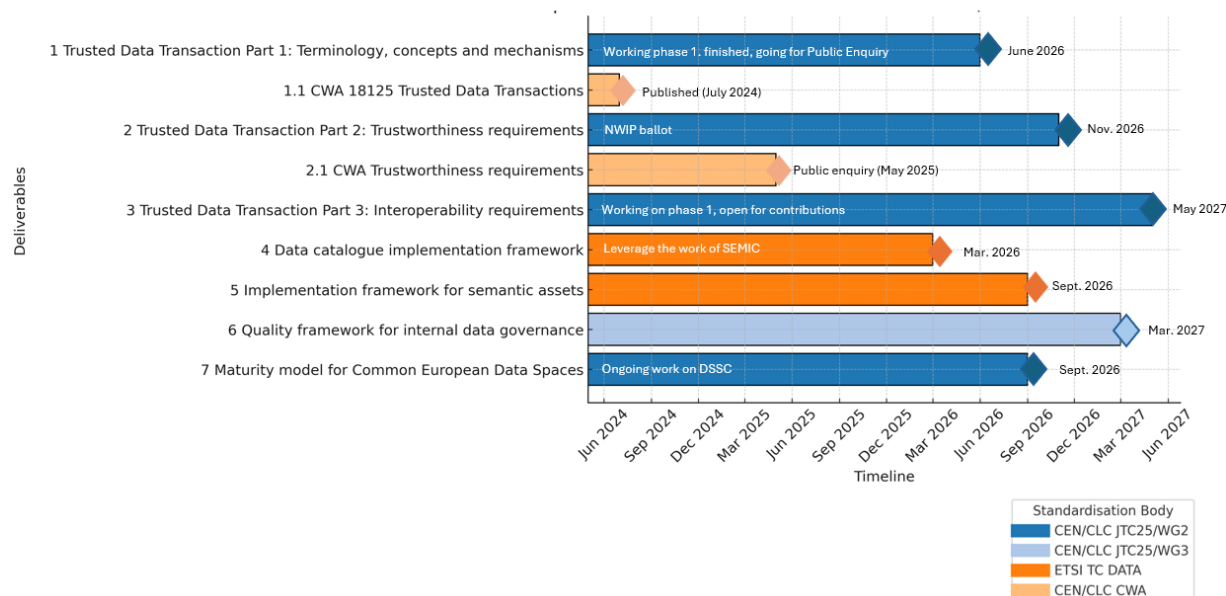 1 Trusted Data Transaction Part 1: Terminology, concepts and mechanisms
Working phase 1. finished, going for Public Enquiry
June 2026
1.1 CWA 18125 Trusted Data Transactions
Published (July 2024)
2 Trusted Data Transaction Part 2: Trustworthiness requirements
NWIP ballot
Nov. 2026
2.1 CWA Trustworthiness requirements
Public enquiry (May 2025)
3 Trusted Data Transaction Part 3: Interoperability requirements
Working on phase 1, open for contributions
May 2027
4 Data catalogue implementation framework
Leverage the work of SEMIC
Mar. 2026
5 Implementation framework for semantic assets
Sept. 2026
6 Quality framework for internal data governance
Mar. 2027
7 Maturity model for Common European Data Spaces
Ongoing work on DSSC
Sept. 2026
Deliverables
Jun 2024
Sep 2024
Dec 2024
Mar 2025
Jun 2025
Sep 2025
Dec 2025
Mar 2026
Jun 2026
Sep 2026
Dec 2026
Mar 2027
Jun 2027
Timeline
Standardisation Body
CEN/CLC JTC25/WG2
CEN/CLC JTC25/WG3
ETSI TC DATA
CEN/CLC CWA